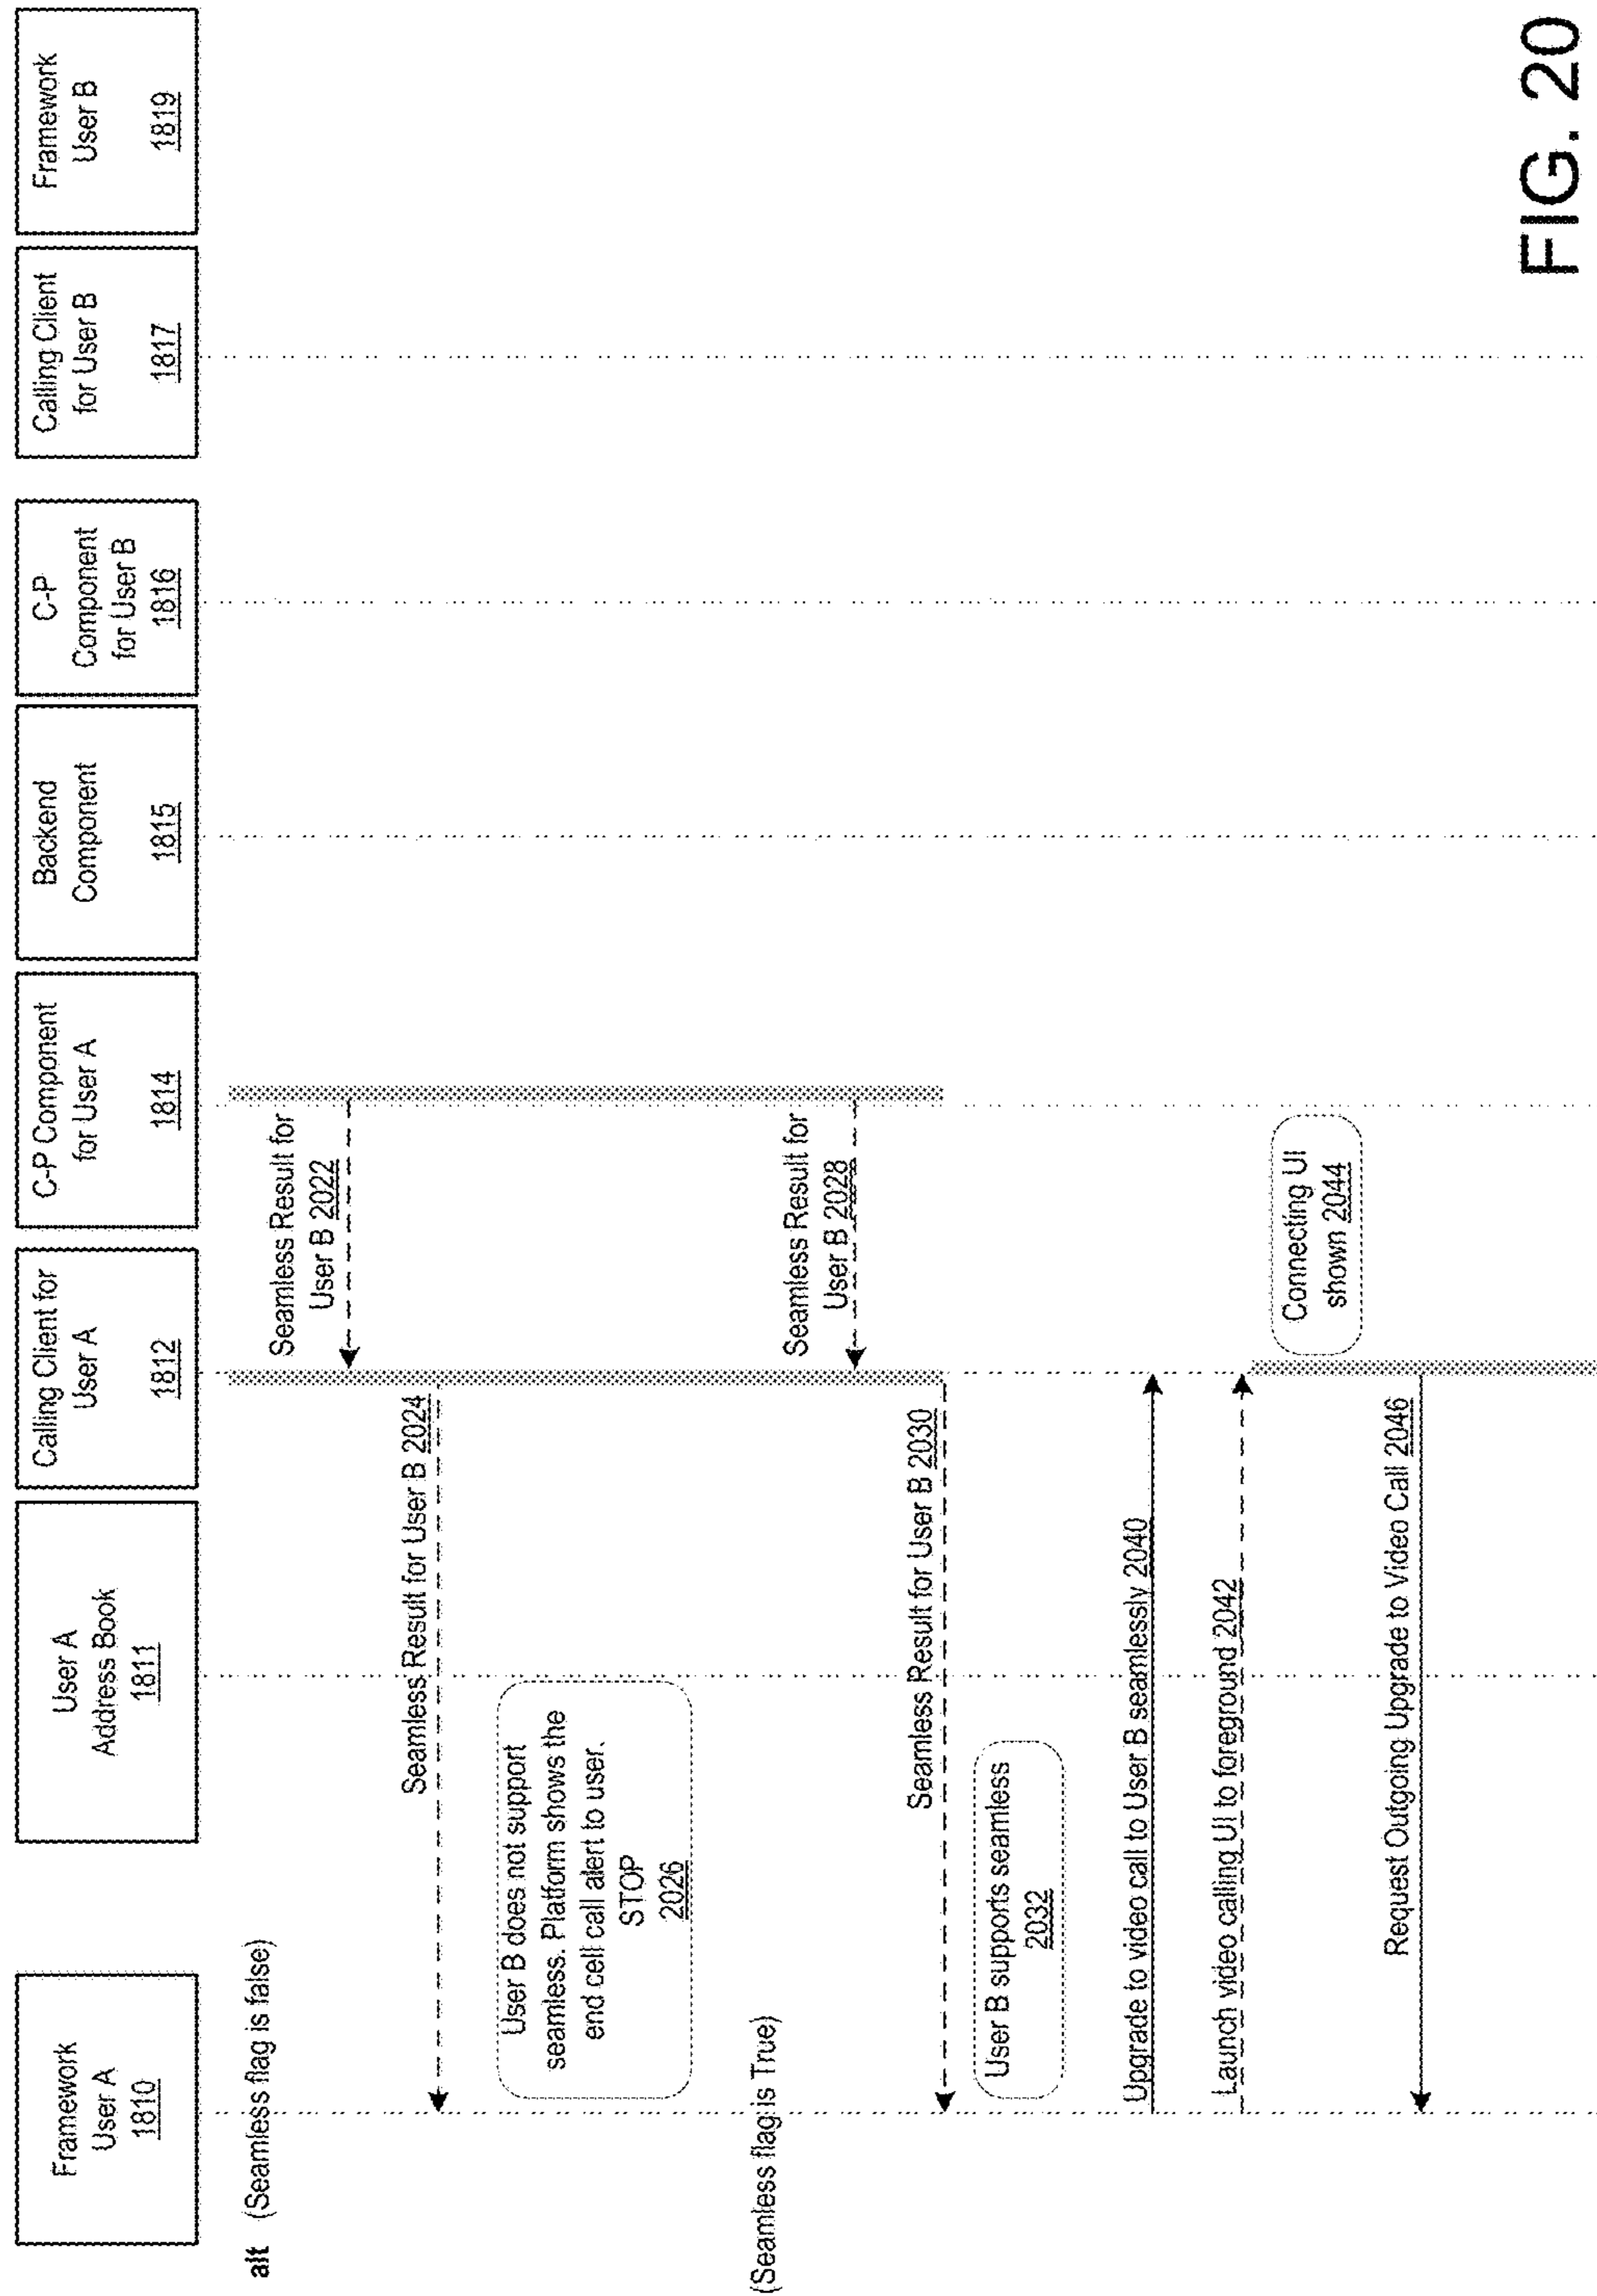 Framework
User A
1810
User A
Address Book
1811
Calling Client for
User A
1812
C-P Component
for User A
1814
Backend
Component
1815
C-P
Component
for User B
1816
Calling Client
for User B
1817
Framework
User B
1819
alt (Seamless flag is false)
Seamless Result for
User B 2022
Seamless Result for User B 2024
User B does not support
seamless. Platform shows the
end cell call alert to user.
STOP
2026
(Seamless flag is True)
Seamless Result for
User B 2028
Seamless Result for User B 2030
User B supports seamless
2032
Upgrade to video call to User B seamlessly 2040
Launch video calling UI to foreground 2042
Connecting UI
shown 2044
Request Outgoing Upgrade to Video Call 2046
FIG. 20